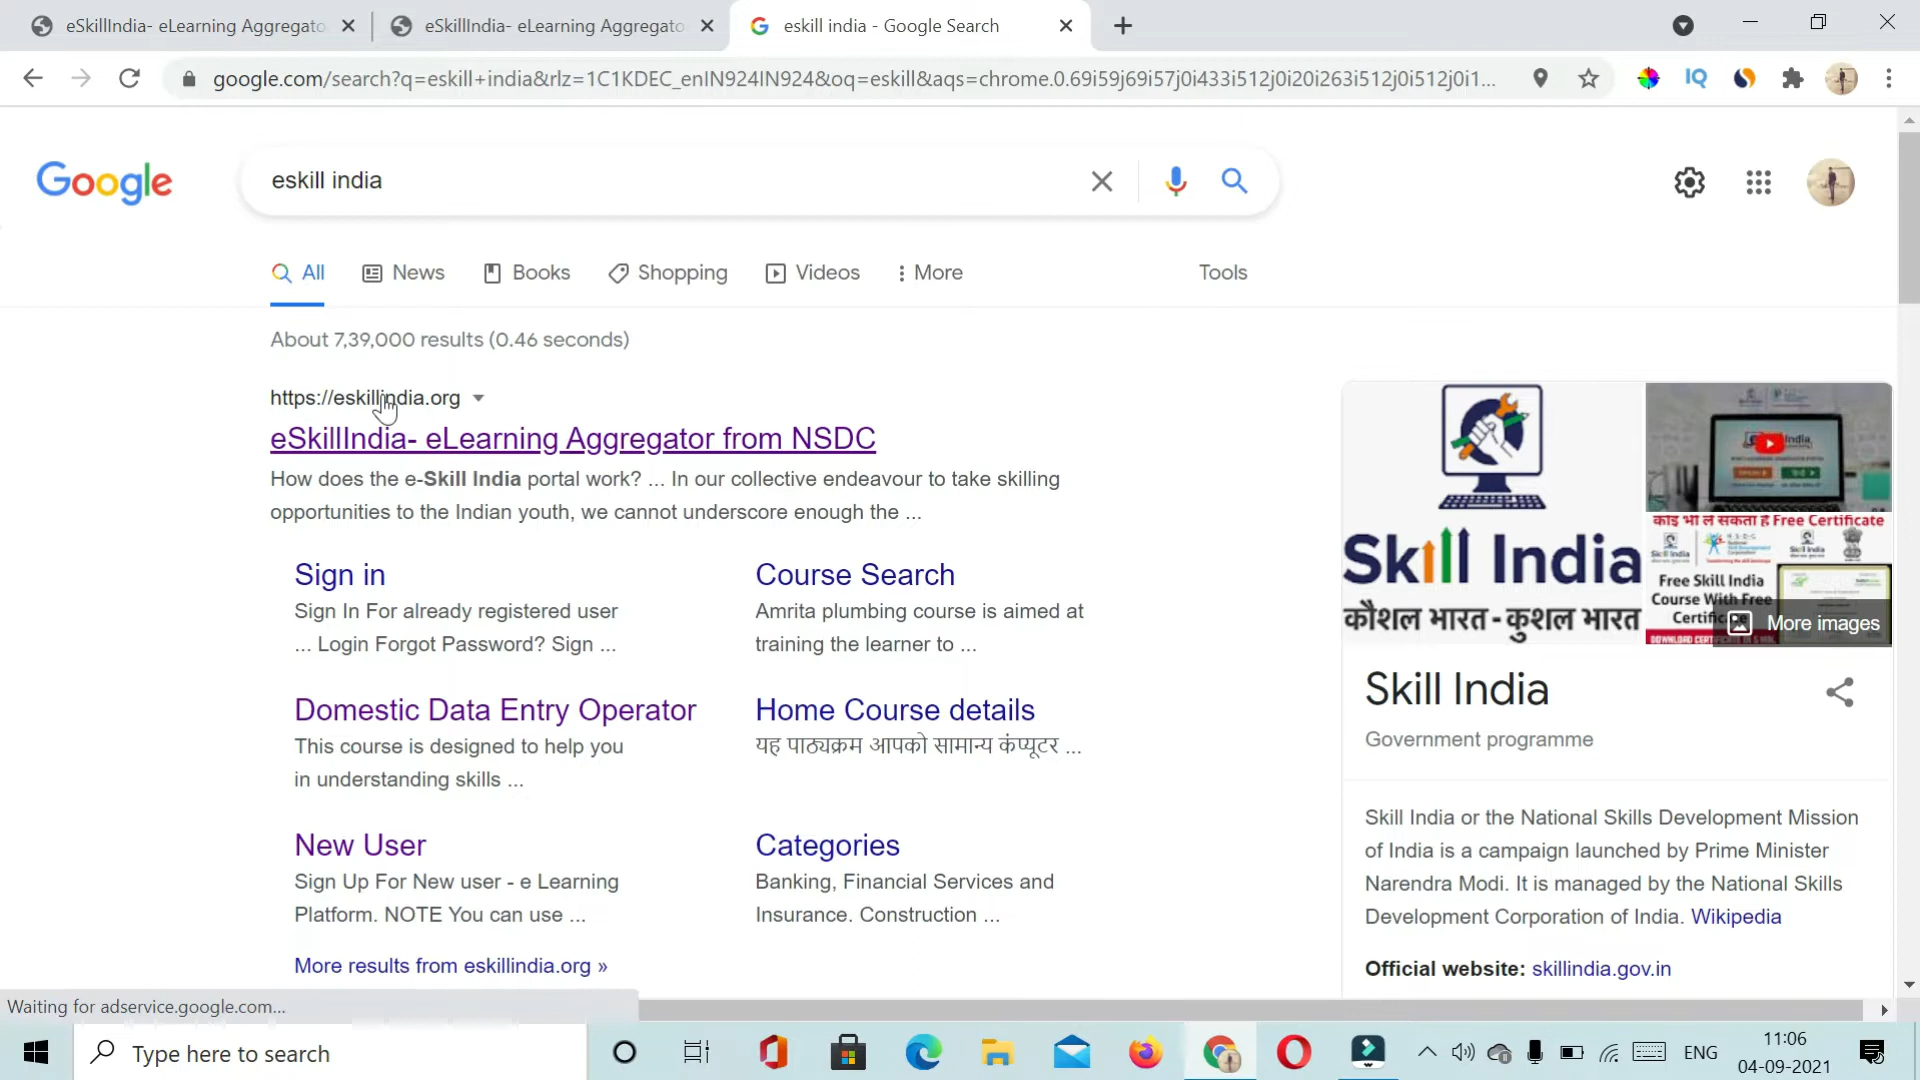 eSkillIndia- eLearning Aggregato
eSkillIndia- eLearning Aggregato
eskill india - Google Search
google.com/search?q=eskill+india&rlz=1C1KDEC_enIN924IN924&oq=eskill&aqs=chrome.0.69i59j69i57j0i433i512j0i20i263i512j0i512j0i1...
IQ
Google
eskill india
All
News
Books
Shopping
Videos
More
Tools
About 7,39,000 results (0.46 seconds)
https://eskillindia.org
eSkillIndia- eLearning Aggregator from NSDC
How does the e-Skill India portal work? ... In our collective endeavour to take skilling
opportunities to the Indian youth, we cannot underscore enough the ...
Sign in
Sign In For already registered user
... Login Forgot Password? Sign ...
Course Search
Amrita plumbing course is aimed at
training the learner to ...
Domestic Data Entry Operator
This course is designed to help you
in understanding skills ...
Home Course details
यह पाठ्यक्रम आपको सामान्य कंप्यूटर ...
New User
Sign Up For New user - e Learning
Platform. NOTE You can use ...
Categories
Banking, Financial Services and
Insurance. Construction ...
More results from eskillindia.org »
Skill India
कौशल भारत - कुशल भारत
कोई भी ले सकता है Free Certificate
Free Skill India
Course With Free
More images
Skill India
Government programme
Skill India or the National Skills Development Mission
of India is a campaign launched by Prime Minister
Narendra Modi. It is managed by the National Skills
Development Corporation of India. Wikipedia
Official website: skillindia.gov.in
Waiting for adservice.google.com...
Type here to search
ENG
11:06
04-09-2021